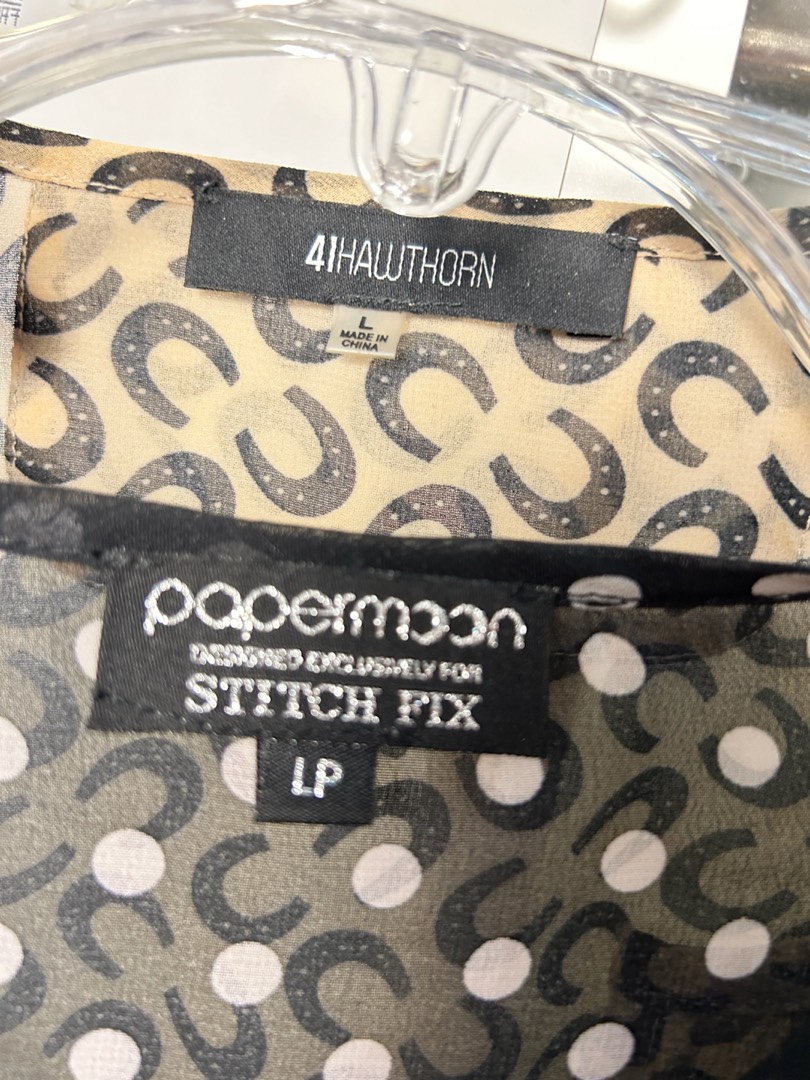 41HAWTHORN
L
MADE IN
CHINA
papermoon
DESIGNED EXCLUSIVELY FOR
STITCH FIX
LP